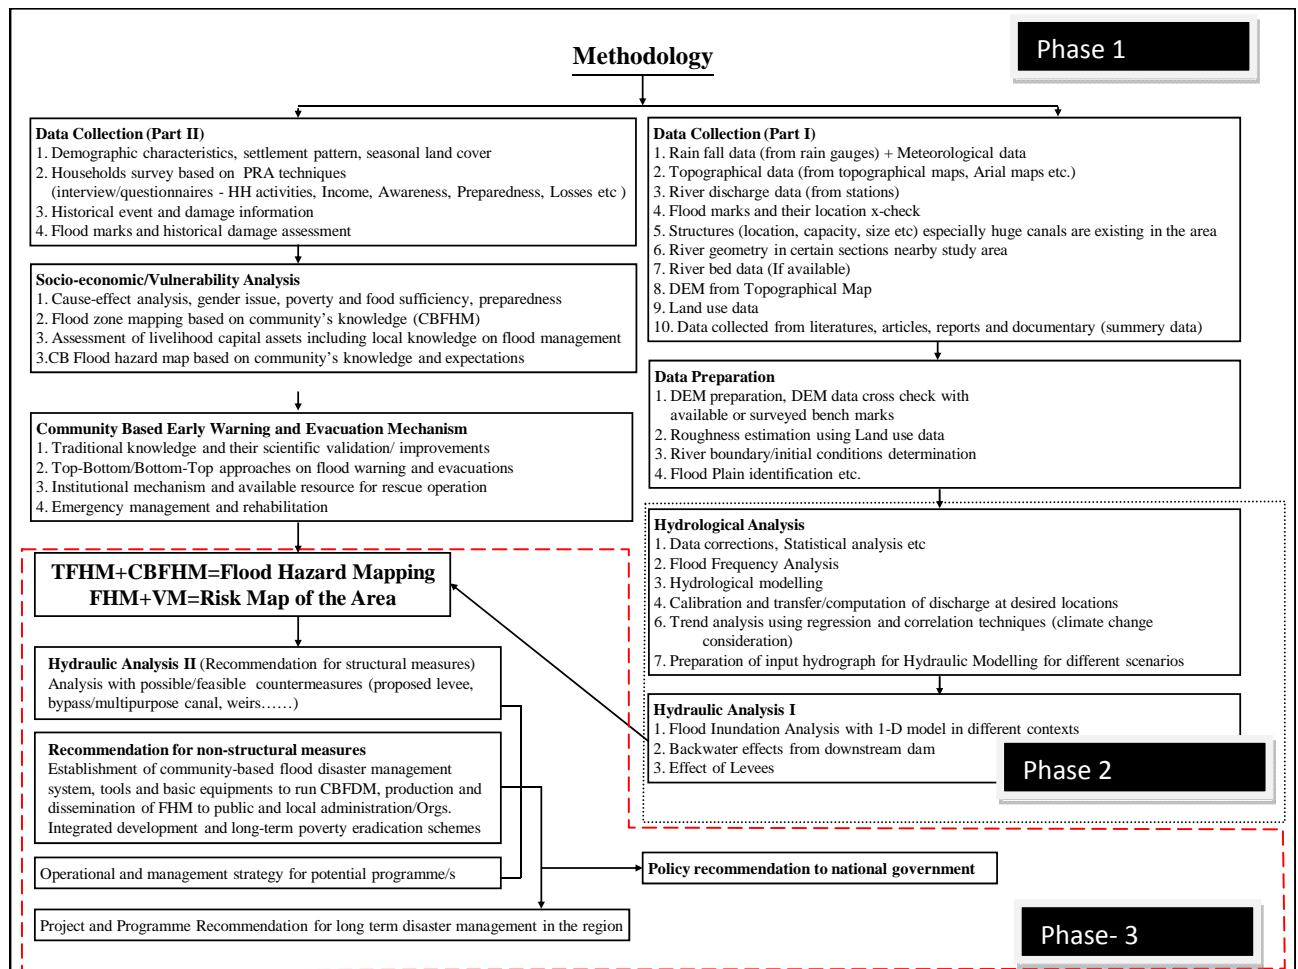 Phase 1
Methodology
Data Collection (Part II)
1. Demographic characteristics, settlement pattern, seasonal land cover
2. Households survey based on PRA techniques
(interview/questionnaires - HH activities, Income, Awareness, Preparedness, Losses etc )
3. Historical event and damage information
4. Flood marks and historical damage assessment
Socio-economic/Vulnerability Analysis
1. Cause-effect analysis, gender issue, poverty and food sufficiency, preparedness
2. Flood zone mapping based on community's knowledge (CBFHM)
3. Assessment of livelihood capital assets including local knowledge on flood management
3.CB Flood hazard map based on community's knowledge and expectations
Community Based Early Warning and Evacuation Mechanism
1. Traditional knowledge and their scientific validation/ improvements
2. Top-Bottom/Bottom-Top approaches on flood warning and evacuations
3. Institutional mechanism and available resource for rescue operation
4. Emergency management and rehabilitation
TFHM+CBFHM=Flood Hazard Mapping
FHM+VM=Risk Map of the Area
Hydraulic Analysis II (Recommendation for structural measures)
Analysis with possible/feasible countermeasures (proposed levee,
bypass/multipurpose canal, weirs……)
Recommendation for non-structural measures
Establishment of community-based flood disaster management
system, tools and basic equipments to run CBFDM, production and
dissemination of FHM to public and local administration/Orgs.
Integrated development and long-term poverty eradication schemes
Operational and management strategy for potential programme/s
Project and Programme Recommendation for long term disaster management in the region
Data Collection (Part I)
1. Rain fall data (from rain gauges) + Meteorological data
2. Topographical data (from topographical maps, Arial maps etc.)
3. River discharge data (from stations)
4. Flood marks and their location x-check
5. Structures (location, capacity, size etc) especially huge canals are existing in the area
6. River geometry in certain sections nearby study area
7. River bed data (If available)
8. DEM from Topographical Map
9. Land use data
10. Data collected from literatures, articles, reports and documentary (summery data)
Data Preparation
1. DEM preparation, DEM data cross check with
available or surveyed bench marks
2. Roughness estimation using Land use data
3. River boundary/initial conditions determination
4. Flood Plain identification etc.
Hydrological Analysis
1. Data corrections, Statistical analysis etc
2. Flood Frequency Analysis
3. Hydrological modelling
4. Calibration and transfer/computation of discharge at desired locations
6. Trend analysis using regression and correlation techniques (climate change
consideration)
7. Preparation of input hydrograph for Hydraulic Modelling for different scenarios
Hydraulic Analysis I
1. Flood Inundation Analysis with 1-D model in different contexts
2. Backwater effects from downstream dam
3. Effect of Levees
Phase 2
Policy recommendation to national government
Phase- 3